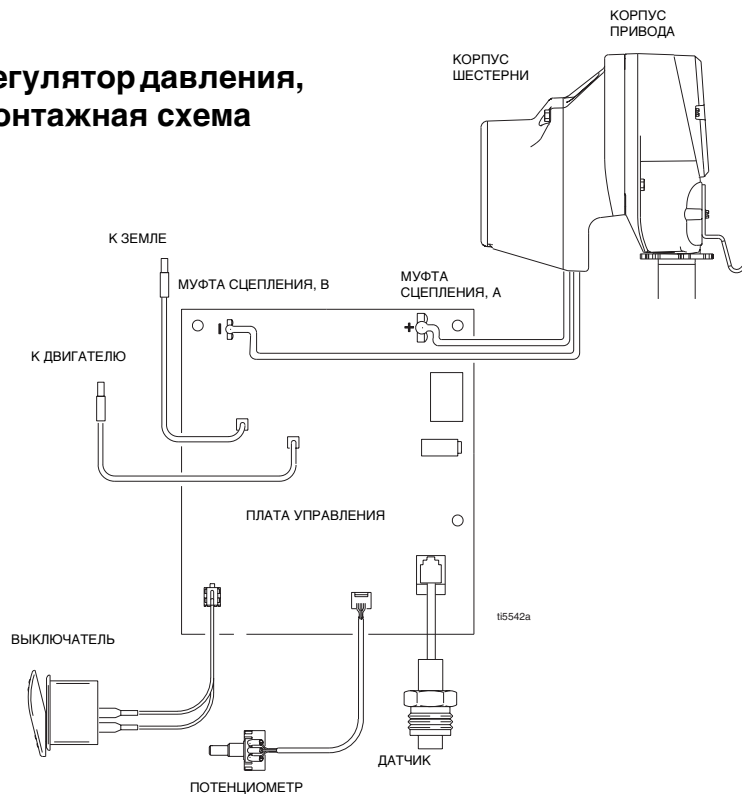 егулятор давления,
онтажная схема
КОРПУС
ПРИВОДА
КОРПУС
ШЕСТЕРНИ
К ЗЕМЛЕ
МУФТА СЦЕПЛЕНИЯ, В
МУФТА
СЦЕПЛЕНИЯ, А
К ДВИГАТЕЛЮ
ПЛАТА УПРАВЛЕНИЯ
ti5542a
ВЫКЛЮЧАТЕЛЬ
ДАТЧИК
ПОТЕНЦИОМЕТР